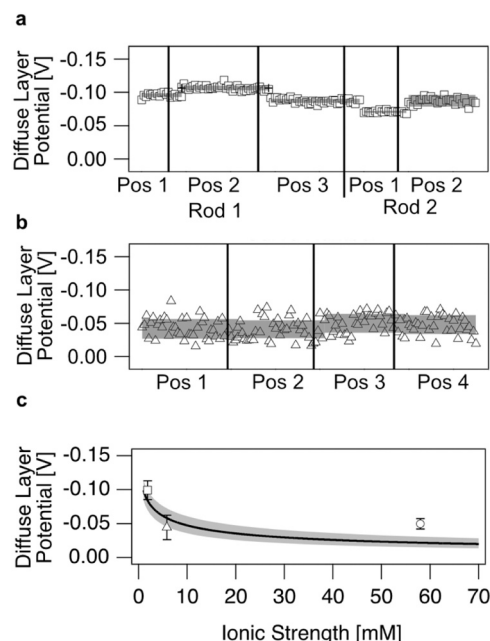 a
Diffuse Layer
Potential [V]
-0.15
-0.10
-0.05
0.00
Pos 1 Pos 2 Pos 3 Pos 1 Pos 2
Rod 1 Rod 2
b
Diffuse Layer
Potential [V]
-0.15
-0.10
-0.05
0.00
Pos 1 Pos 2 Pos 3 Pos 4
c
Diffuse Layer
Potential [V]
-0.15
-0.10
-0.05
0.00
0 10 20 30 40 50 60 70
Ionic Strength [mM]